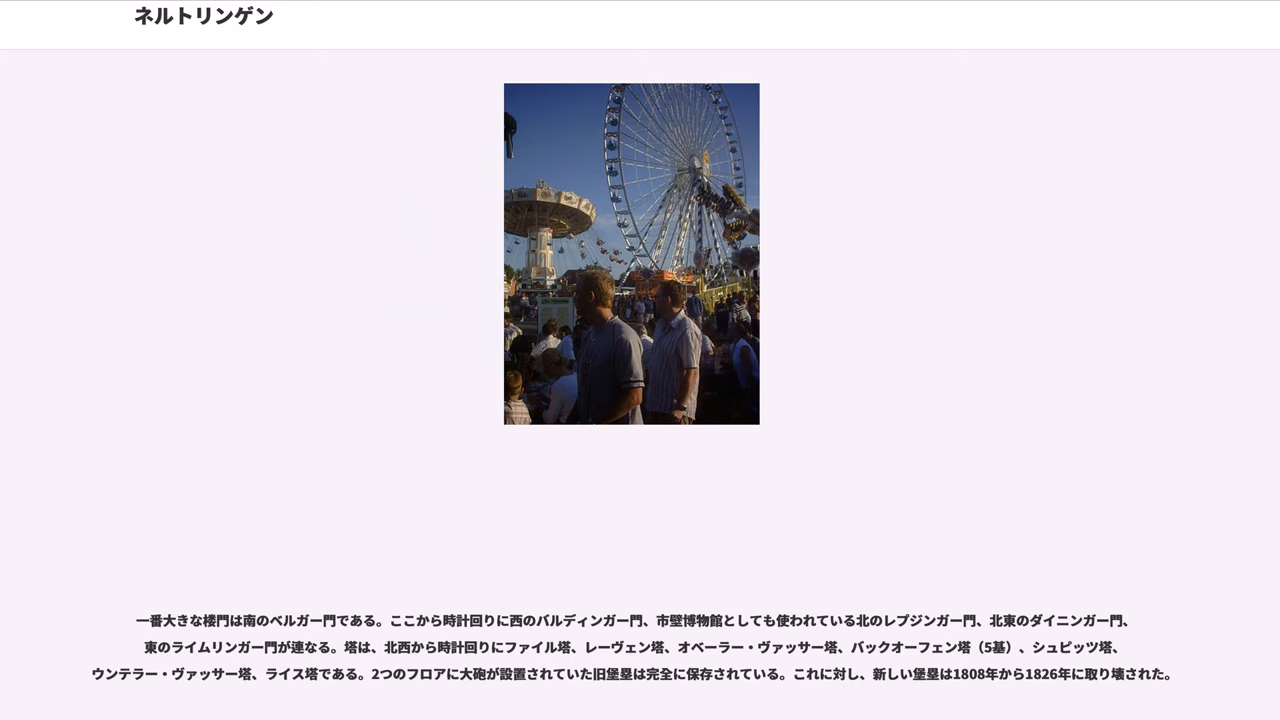 ネルトリンゲン
一番大きな楼門は南のベルガー門である。ここから時計回りに西のバルディンガー門、市壁博物館としても使われている北のレプジンガー門、北東のダイニンガー門、
東のライムリンガー門が連なる。塔は、北西から時計回りにファイル塔、レーヴェン塔、オベーラー・ヴァッサー塔、バックオーフェン塔（5基）、シュピッツ塔、
ウンテラー・ヴァッサー塔、ライス塔である。2つのフロアに大砲が設置されていた旧堡塁は完全に保存されている。これに対し、新しい堡塁は1808年から1826年に取り壊された。